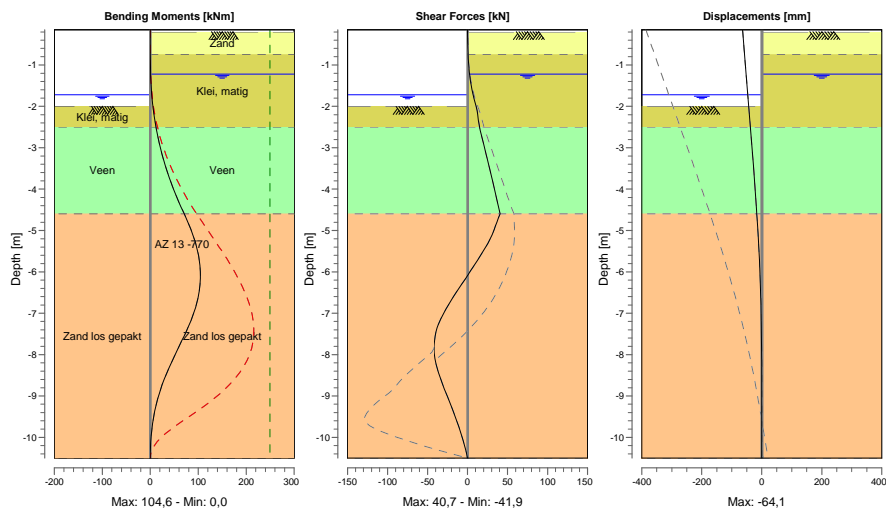 Bending Moments [kNm]
Shear Forces [kN]
Displacements [mm]
Zand
Klei, matig
Klei, matig
Veen
Veen
AZ 13 -770
Zand los gepakt
Zand los gepakt
Depth [m]
-1
-2
-3
-4
-5
-6
-7
-8
-9
-10
Depth [m]
-1
-2
-3
-4
-5
-6
-7
-8
-9
-10
Depth [m]
-1
-2
-3
-4
-5
-6
-7
-8
-9
-10
-200 -100 0 100 200 300
-150 -100 -50 0 50 100 150
-400 -200 0 200 400
Max: 104,6 - Min: 0,0
Max: 40,7 - Min: -41,9
Max: -64,1